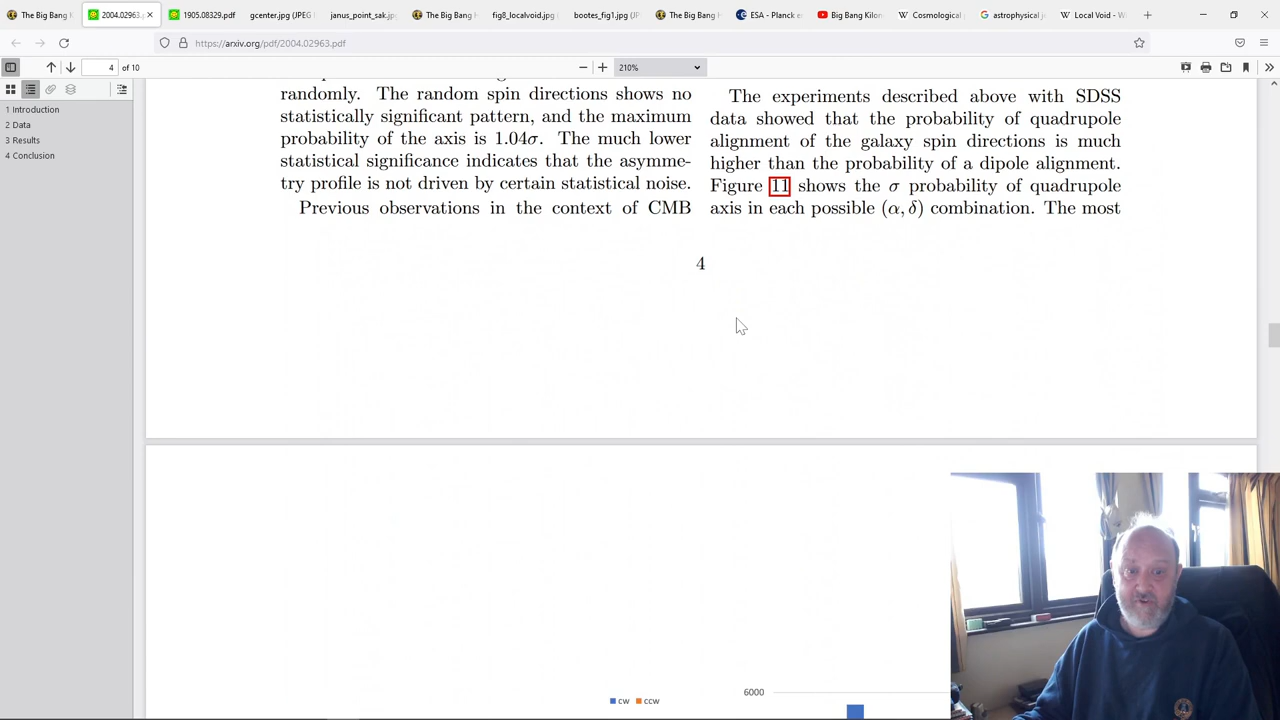 The Big Bang K
2004.02963.pdf
1905.08329.pdf
gcenter.jpg (JPEG I
janus_point_sak.jpg
The Big Bang H
fig8_localvoid.jpg
bootes_fig1.jpg (JP
The Big Bang H
ESA - Planck e
Big Bang Kilon
Cosmological
astrophysical j
Local Void - Wi
https://arxiv.org/pdf/2004.02963.pdf
4 of 10
210%
1 Introduction
2 Data
3 Results
4 Conclusion
randomly. The random spin directions shows no
statistically significant pattern, and the maximum
probability of the axis is 1.04σ. The much lower
statistical significance indicates that the asymme-
try profile is not driven by certain statistical noise.
Previous observations in the context of CMB
The experiments described above with SDSS
data showed that the probability of quadrupole
alignment of the galaxy spin directions is much
higher than the probability of a dipole alignment.
Figure 11 shows the σ probability of quadrupole
axis in each possible (α, δ) combination. The most
4
6000
cw ccw